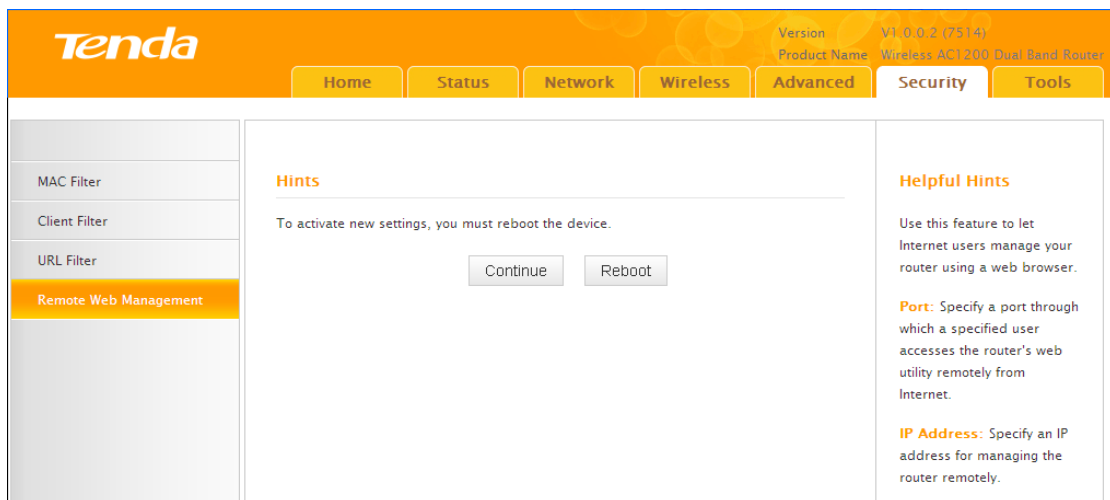 Tenda
Version V1.0.0.2 (7514)
Product Name Wireless AC1200 Dual Band Router
Home Status Network Wireless Advanced Security Tools
MAC Filter
Client Filter
URL Filter
Remote Web Management
Hints
To activate new settings, you must reboot the device.
Continue Reboot
Helpful Hints
Use this feature to let
Internet users manage your
router using a web browser.
Port: Specify a port through
which a specified user
accesses the router's web
utility remotely from
Internet.
IP Address: Specify an IP
address for managing the
router remotely.